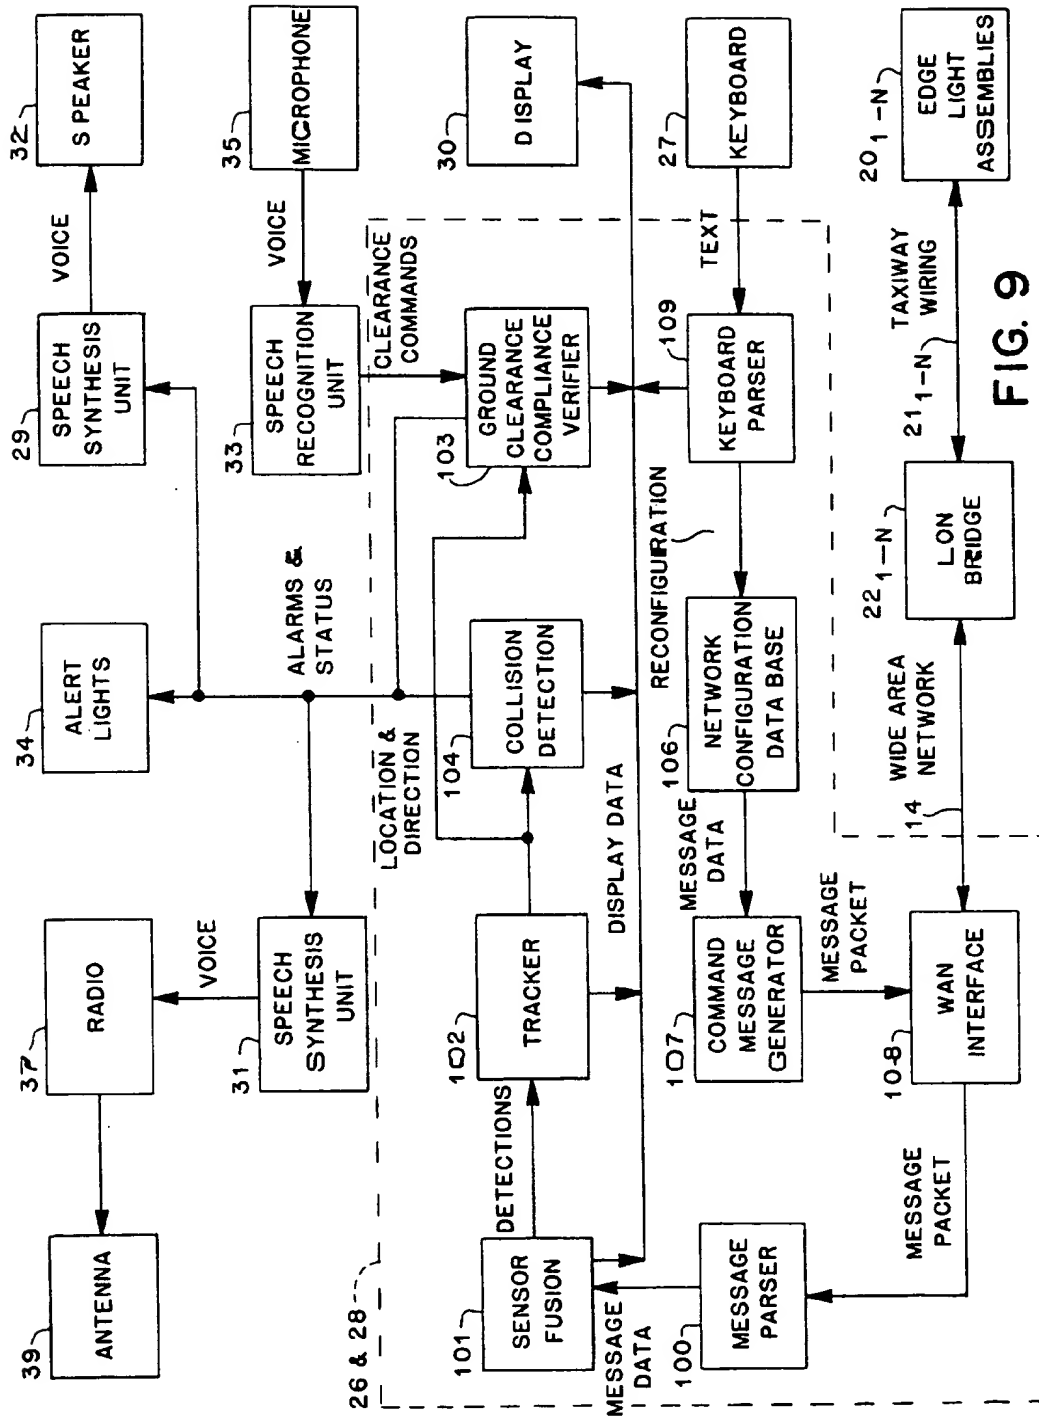 39
ANTENNA
37
RADIO
34
ALERT
LIGHTS
29
SPEECH
SYNTHESIS
UNIT
VOICE
32
SPEAKER
VOICE
31
SPEECH
SYNTHESIS
UNIT
ALARMS &
STATUS
33
SPEECH
RECOGNITION
UNIT
VOICE
35
MICROPHONE
26 & 28
LOCATION &
DIRECTION
CLEARANCE
COMMANDS
101
SENSOR
FUSION
DETECTIONS
102
TRACKER
104
COLLISION
DETECTION
103
GROUND
CLEARANCE
COMPLIANCE
VERIFIER
30
DISPLAY
MESSAGE
DATA
DISPLAY DATA
RECONFIGURATION
TEXT
100
MESSAGE
PARSER
107
COMMAND
MESSAGE
GENERATOR
MESSAGE
DATA
106
NETWORK
CONFIGURATION
DATA BASE
109
KEYBOARD
PARSER
27
KEYBOARD
MESSAGE
PACKET
MESSAGE
PACKET
108
WAN
INTERFACE
14
WIDE AREA
NETWORK
22 1-N
LON
BRIDGE
21 1-N
TAXIWAY
WIRING
20 1-N
EDGE
LIGHT
ASSEMBLIES
FIG. 9